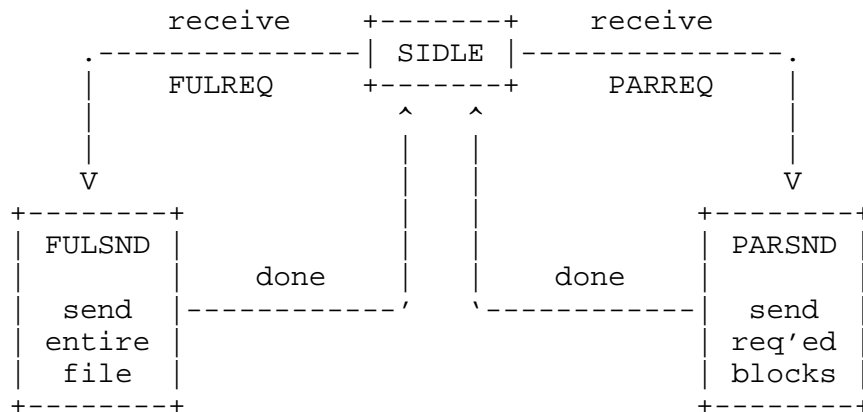 receive +-------+ receive
.---------------| SIDLE |---------------.
| FULREQ +-------+ PARREQ |
| ^ ^ |
| | | |
| | | |
V | | V
+--------+ | | +--------+
| FULSND | | | | PARSND |
| | done | | done | |
| send |------------' '------------| send |
| entire | | req'ed |
| file | | blocks |
+--------+ +--------+